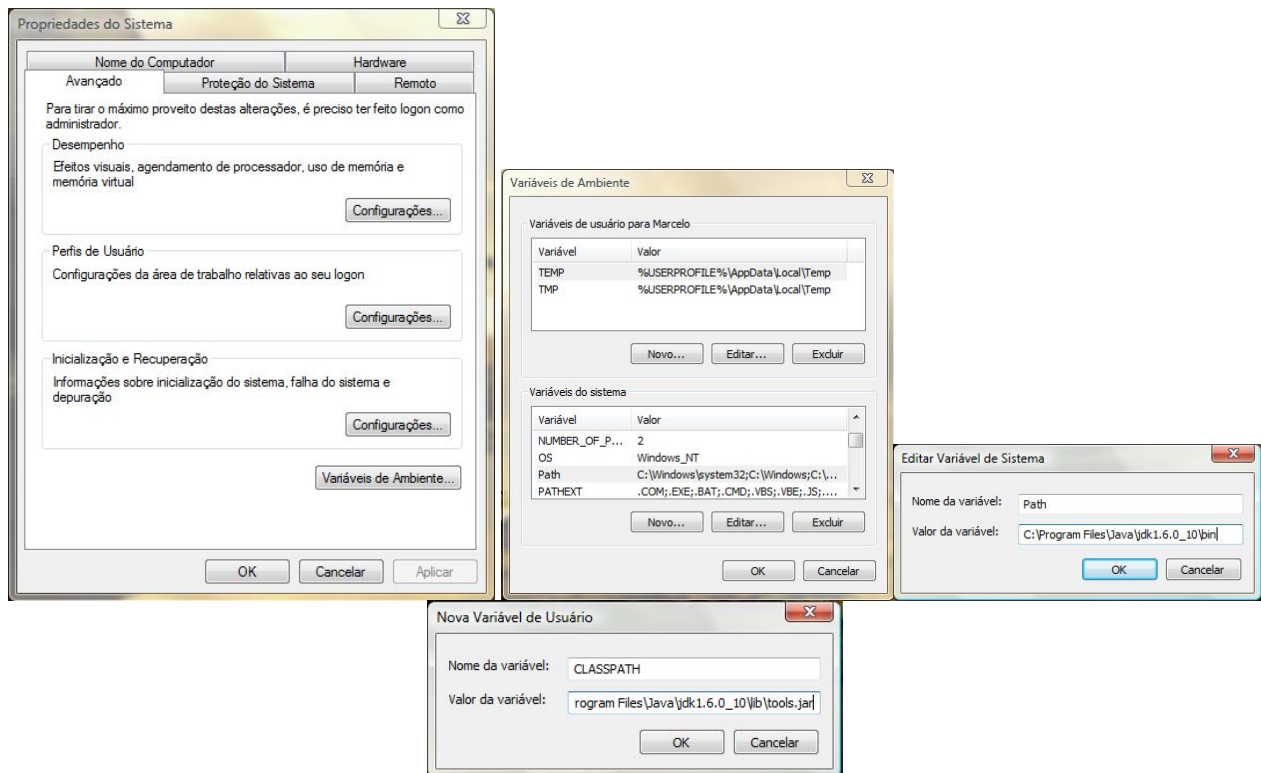 Propriedades do Sistema
Nome do Computador Hardware
Avançado Proteção do Sistema Remoto
Para tirar o máximo proveito destas alterações, é preciso ter feito logon como
administrador.
Desempenho
Efeitos visuais, agendamento de processador, uso de memória e
memória virtual
Configurações...
Perfis de Usuário
Configurações da área de trabalho relativas ao seu logon
Configurações...
Inicialização e Recuperação
Informações sobre inicialização do sistema, falha do sistema e
depuração
Configurações...
Variáveis de Ambiente...
OK Cancelar Aplicar
Variáveis de Ambiente
Variáveis de usuário para Marcelo
Variável Valor
TEMP %USERPROFILE%\AppData\Local\Temp
TMP %USERPROFILE%\AppData\Local\Temp
Novo... Editar... Excluir
Variáveis do sistema
Variável Valor
NUMBER_OF_P... 2
OS Windows_NT
Path C:\Windows\system32;C:\Windows;C:\...
PATHEXT .COM;.EXE;.BAT;.CMD;.VBS;.VBE;.JS;....
Novo... Editar... Excluir
OK Cancelar
Editar Variável de Sistema
Nome da variável: Path
Valor da variável: C:\Program Files\Java\jdk1.6.0_10\bin
OK Cancelar
Nova Variável de Usuário
Nome da variável: CLASSPATH
Valor da variável: rogram Files\Java\jdk1.6.0_10\lib\tools.jar
OK Cancelar